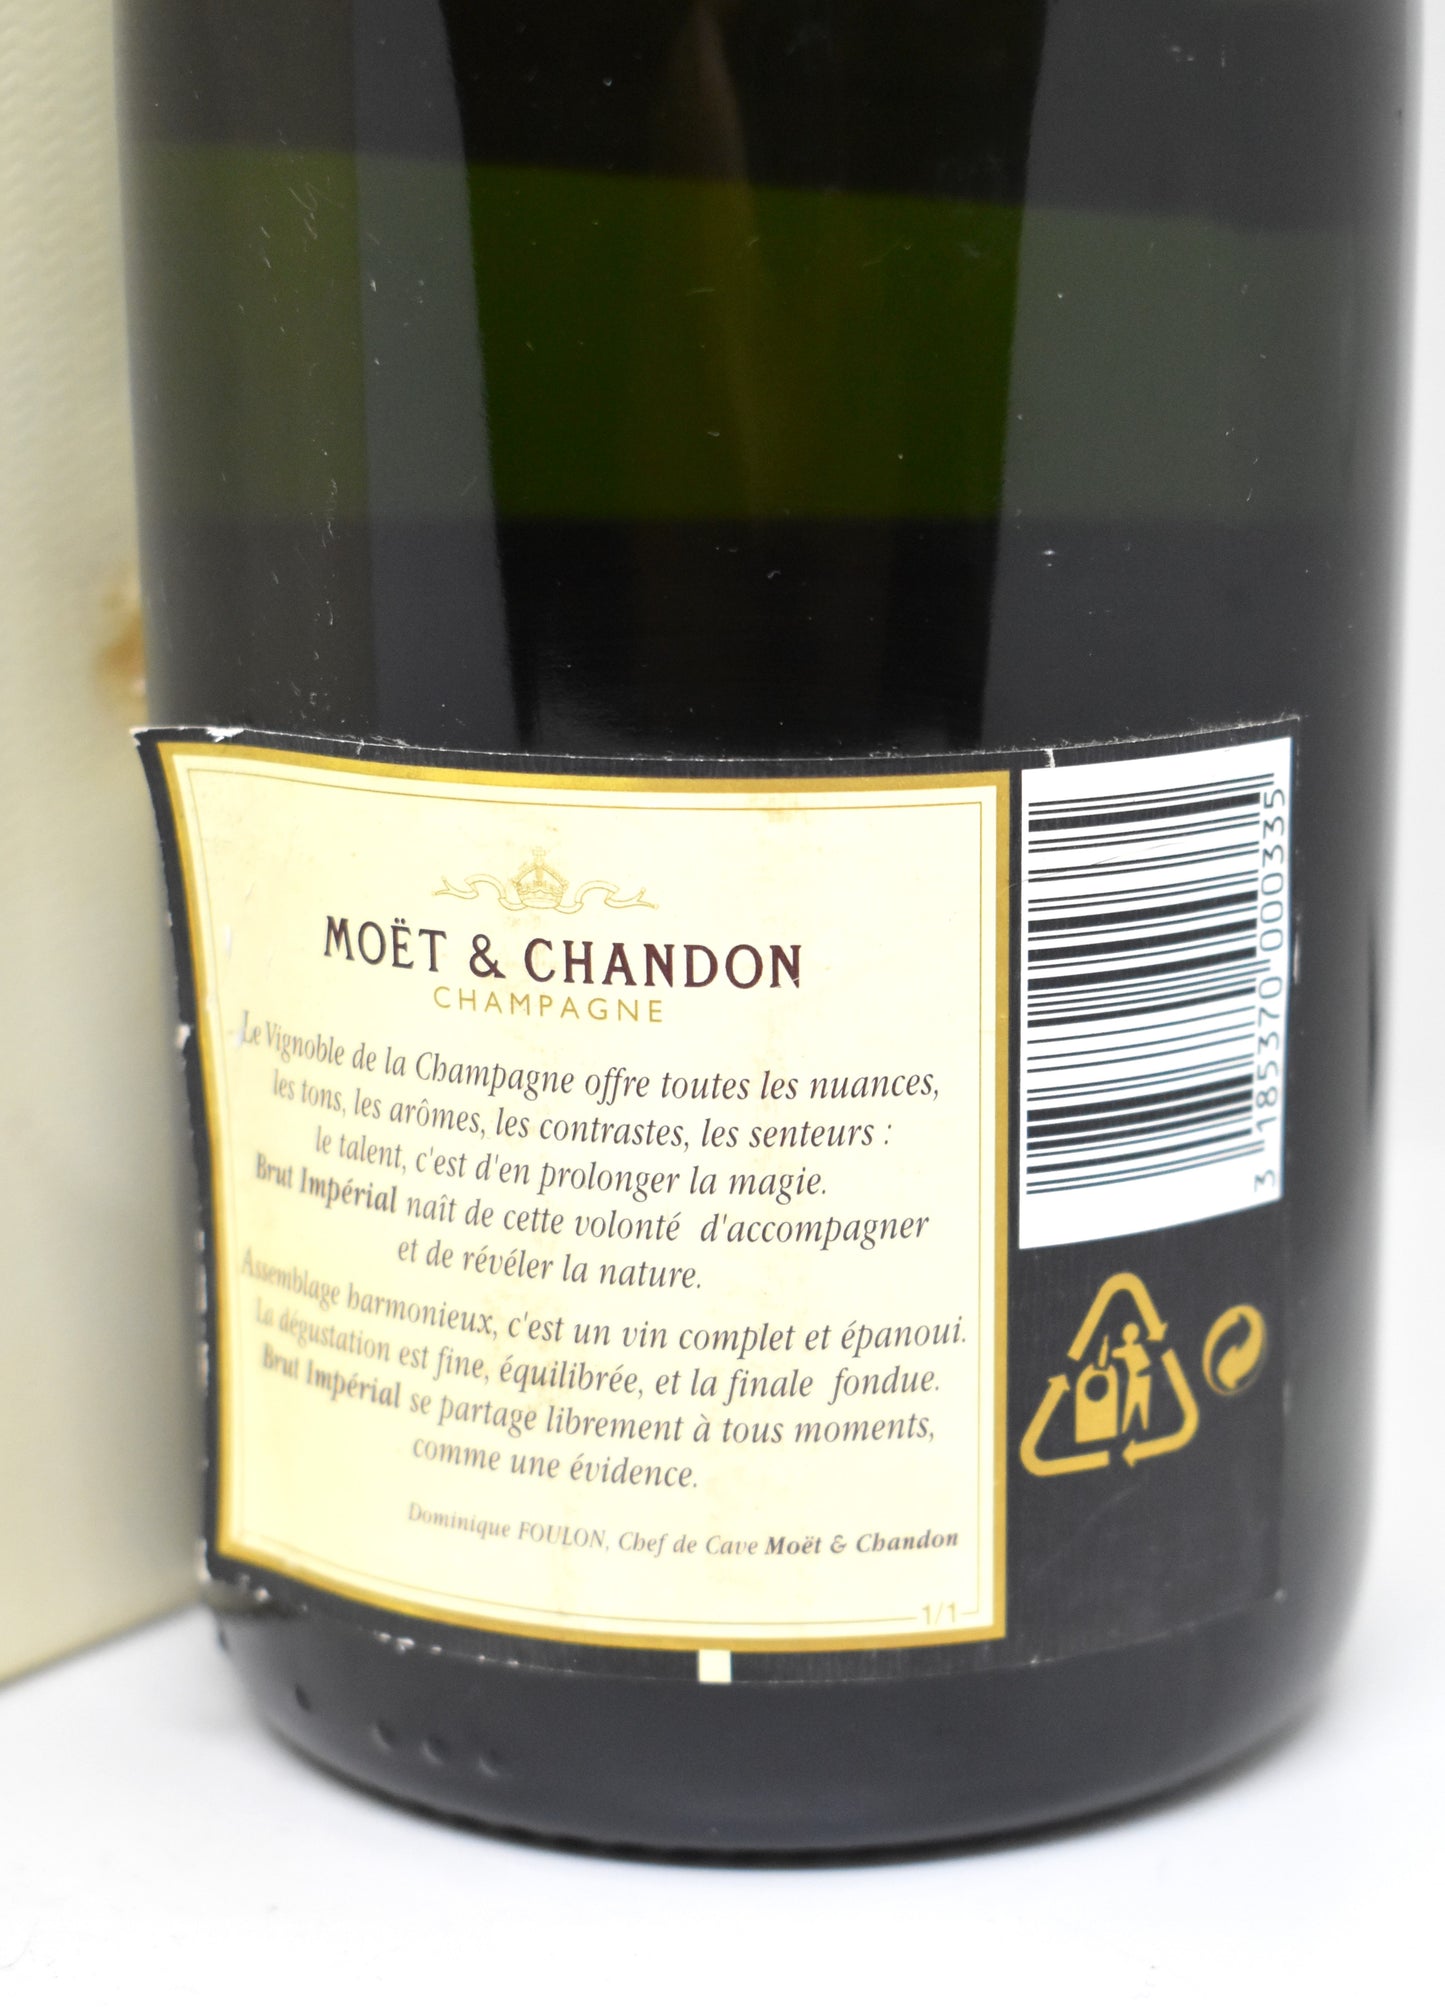 MOËT & CHANDON
CHAMPAGNE
Le Vignoble de la Champagne offre toutes les nuances,
les tons, les arômes, les contrastes, les senteurs :
le talent, c'est d'en prolonger la magie.
Brut Impérial naît de cette volonté d'accompagner
et de révéler la nature.
Assemblage harmonieux, c'est un vin complet et épanoui.
La dégustation est fine, équilibrée, et la finale fondue.
Brut Impérial se partage librement à tous moments,
comme une évidence.
Dominique FOULON, Chef de Cave Moët & Chandon
1/1
3 185370 000335